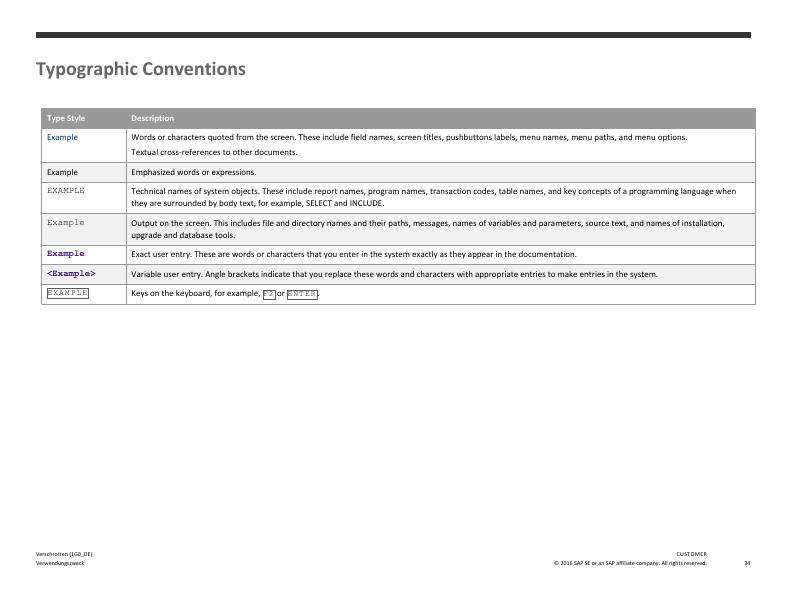 Typographic Conventions
Type Style Description
Example Words or characters quoted from the screen. These include field names, screen titles, pushbuttons labels, menu names, menu paths, and menu options.
Textual cross-references to other documents.
Example Emphasized words or expressions.
EXAMPLE Technical names of system objects. These include report names, program names, transaction codes, table names, and key concepts of a programming language when
they are surrounded by body text, for example, SELECT and INCLUDE.
Example Output on the screen. This includes file and directory names and their paths, messages, names of variables and parameters, source text, and names of installation,
upgrade and database tools.
Example Exact user entry. These are words or characters that you enter in the system exactly as they appear in the documentation.
<Example> Variable user entry. Angle brackets indicate that you replace these words and characters with appropriate entries to make entries in the system.
EXAMPLE Keys on the keyboard, for example, F2 or ENTER.
Verschrotten (1G0_DE) CUSTOMER
Verwendungszweck © 2016 SAP SE or an SAP affiliate company. All rights reserved. 34